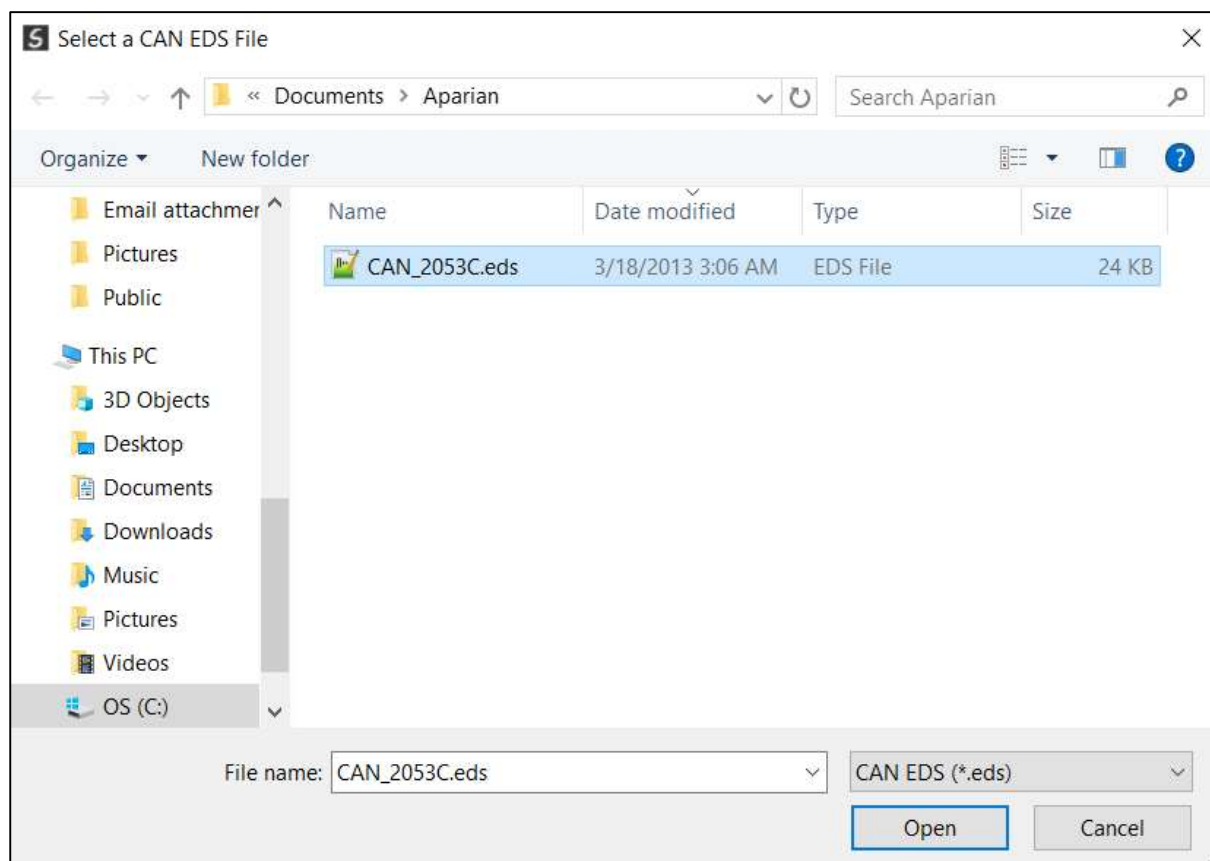 Select a CAN EDS File
« Documents > Aparian
Search Aparian
Organize New folder
Name Date modified Type Size
CAN_2053C.eds 3/18/2013 3:06 AM EDS File 24 KB
Email attachmer
Pictures
Public
This PC
3D Objects
Desktop
Documents
Downloads
Music
Pictures
Videos
OS (C:)
File name: CAN_2053C.eds CAN EDS (*.eds)
Open Cancel